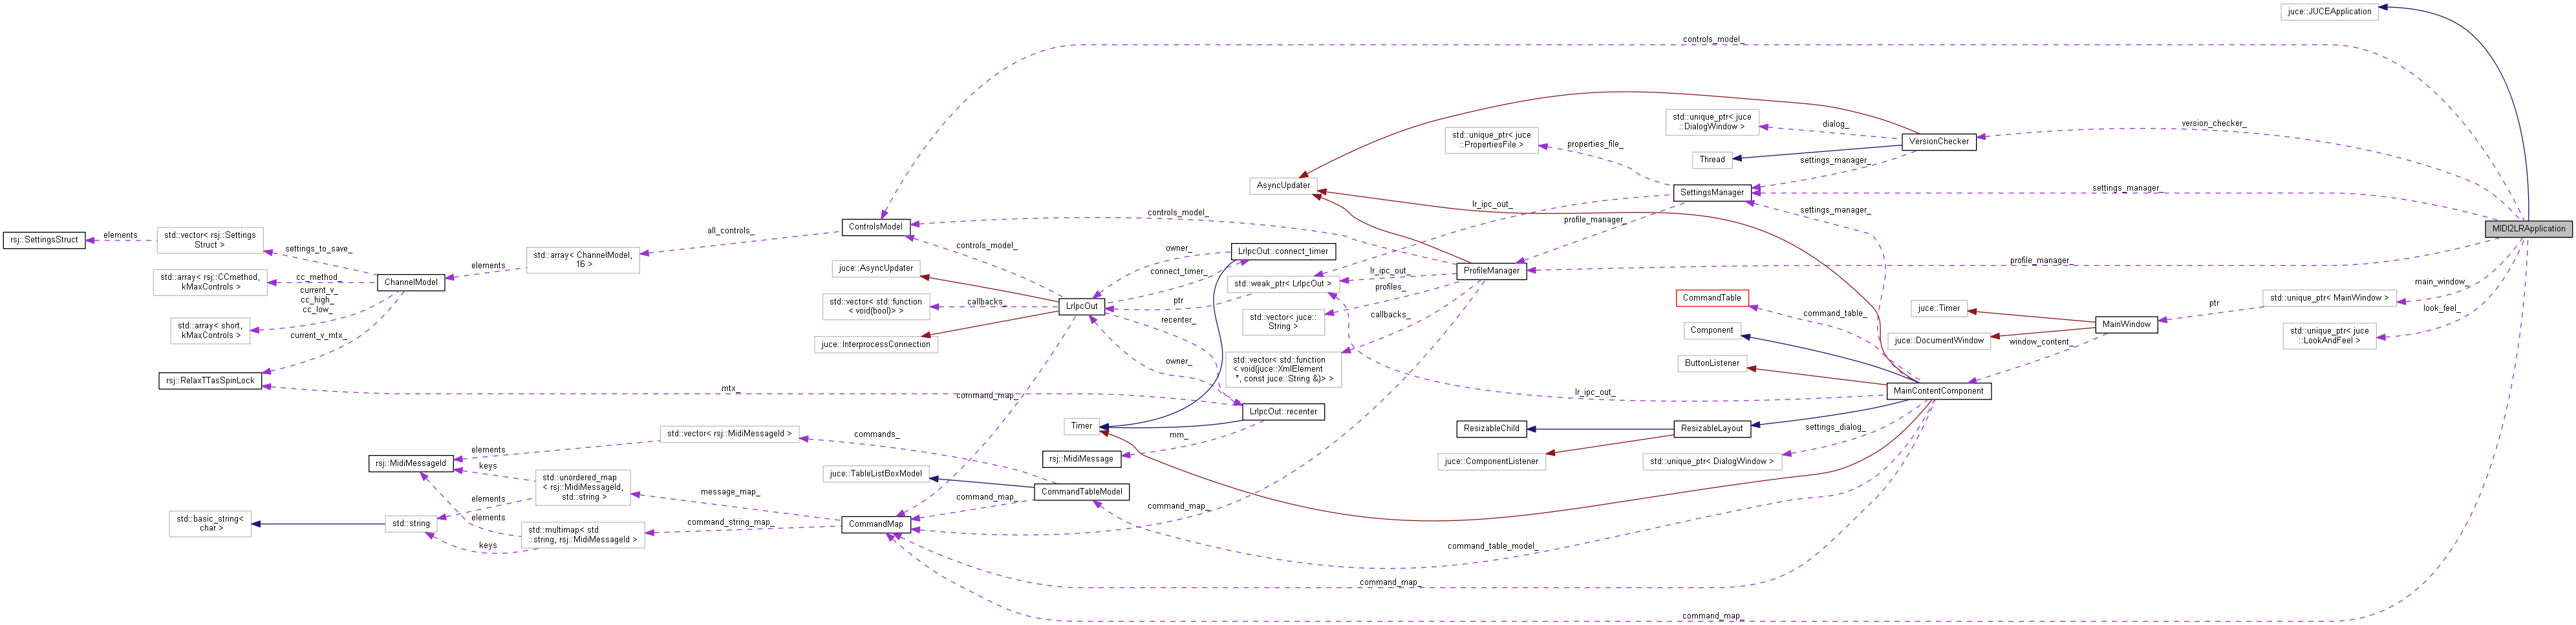 juce::JUCEApplication
controls_model_
std::unique_ptr< juce
::DialogWindow >
dialog_
version_checker_
std::unique_ptr< juce
::PropertiesFile >
properties_file_
VersionChecker
Thread
settings_manager_
AsyncUpdater
SettingsManager
settings_manager_
lr_ipc_out_
settings_manager_
controls_model_
profile_manager_
ControlsModel
MIDI2LRApplication
all_controls_
rsj::SettingsStruct
elements
std::vector< rsj::Settings
Struct >
settings_to_save_
std::array< ChannelModel,
16 >
elements
controls_model_
owner_
LrIpcOut::connect_timer
juce::AsyncUpdater
connect_timer_
std::weak_ptr< LrIpcOut >
lr_ipc_out_
ProfileManager
profile_manager_
std::array< rsj::CCmethod,
kMaxControls >
cc_method_
ChannelModel
current_v_
cc_high_
cc_low_
std::vector< std::function
< void(bool)> >
callbacks_
LrIpcOut
ptr
profiles_
CommandTable
juce::Timer
ptr
std::unique_ptr< MainWindow >
main_window_
std::array< short,
kMaxControls >
current_v_mtx_
juce::InterprocessConnection
recenter_
std::vector< juce::
String >
callbacks_
command_table_
Component
MainWindow
look_feel_
std::unique_ptr< juce
::LookAndFeel >
juce::DocumentWindow
window_content_
owner_
std::vector< std::function
< void(juce::XmlElement
*, const juce::String &)> >
ButtonListener
rsj::RelaxTTasSpinLock
mtx_
command_map_
lr_ipc_out_
MainContentComponent
LrIpcOut::recenter
Timer
mm_
ResizableChild
ResizableLayout
settings_dialog_
std::vector< rsj::MidiMessageId >
commands_
elements
rsj::MidiMessageId
keys
rsj::MidiMessage
juce::ComponentListener
std::unique_ptr< DialogWindow >
juce::TableListBoxModel
std::unordered_map
< rsj::MidiMessageId,
std::string >
message_map_
CommandTableModel
command_map_
elements
command_map_
std::basic_string<
char >
std::string
elements
std::multimap< std
::string, rsj::MidiMessageId >
command_string_map_
CommandMap
keys
command_table_model_
command_map_
command_map_